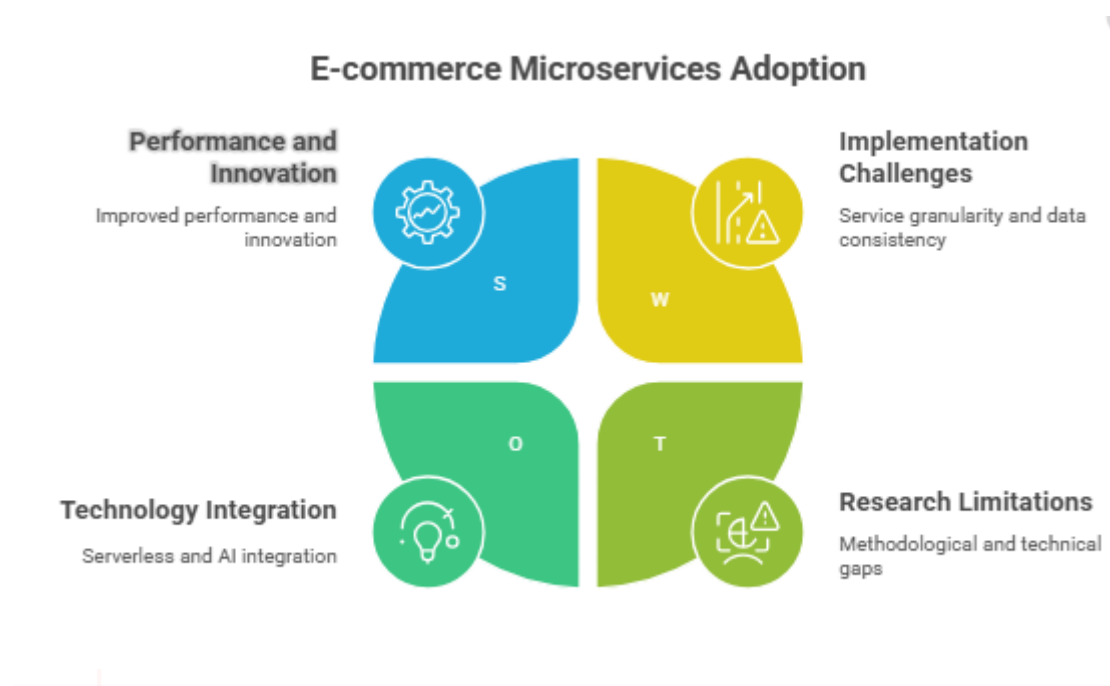 E-commerce Microservices Adoption
Performance and
Innovation
Improved performance and
innovation
Implementation
Challenges
Service granularity and data
consistency
S
W
O
T
Technology Integration
Serverless and AI integration
Research Limitations
Methodological and technical
gaps